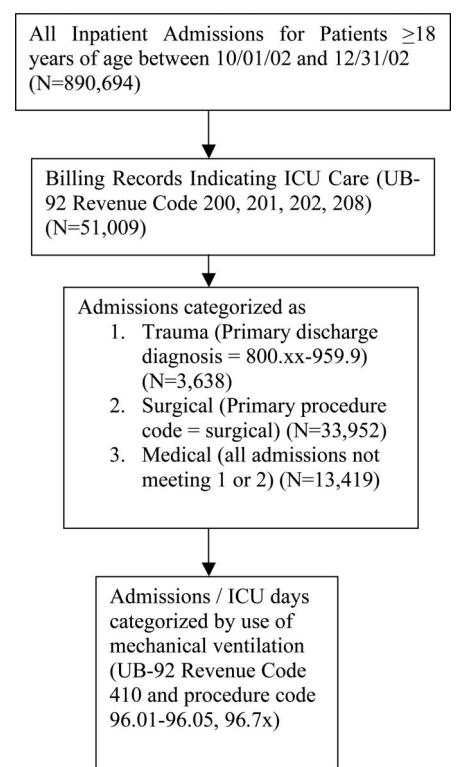 All Inpatient Admissions for Patients ≥18
years of age between 10/01/02 and 12/31/02
(N=890,694)
Billing Records Indicating ICU Care (UB-
92 Revenue Code 200, 201, 202, 208)
(N=51,009)
Admissions categorized as
1. Trauma (Primary discharge
diagnosis = 800.xx-959.9)
(N=3,638)
2. Surgical (Primary procedure
code = surgical) (N=33,952)
3. Medical (all admissions not
meeting 1 or 2) (N=13,419)
Admissions / ICU days
categorized by use of
mechanical ventilation
(UB-92 Revenue Code
410 and procedure code
96.01-96.05, 96.7x)